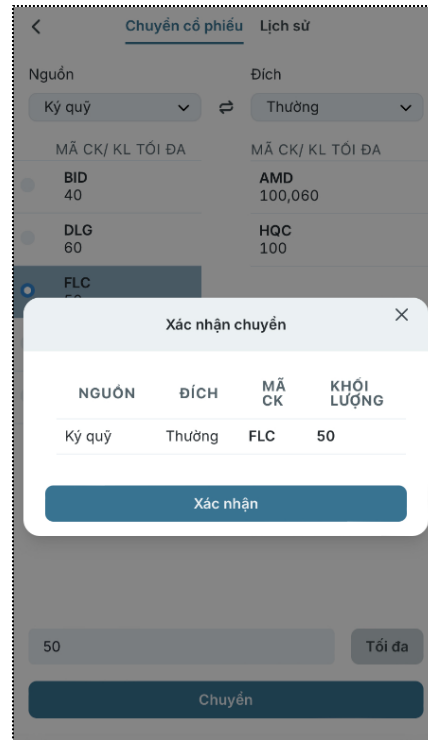 Chuyển cổ phiếu Lịch sử
Nguồn Đích
Ký quỹ Thường
MÃ CK/ KL TỐI ĐA MÃ CK/ KL TỐI ĐA
BID AMD
40 100,060
DLG HQC
60 100
FLC
Xác nhận chuyển
NGUỒN ĐÍCH MÃ CK KHỐI LƯỢNG
Ký quỹ Thường FLC 50
Xác nhận
50 Tối đa
Chuyển